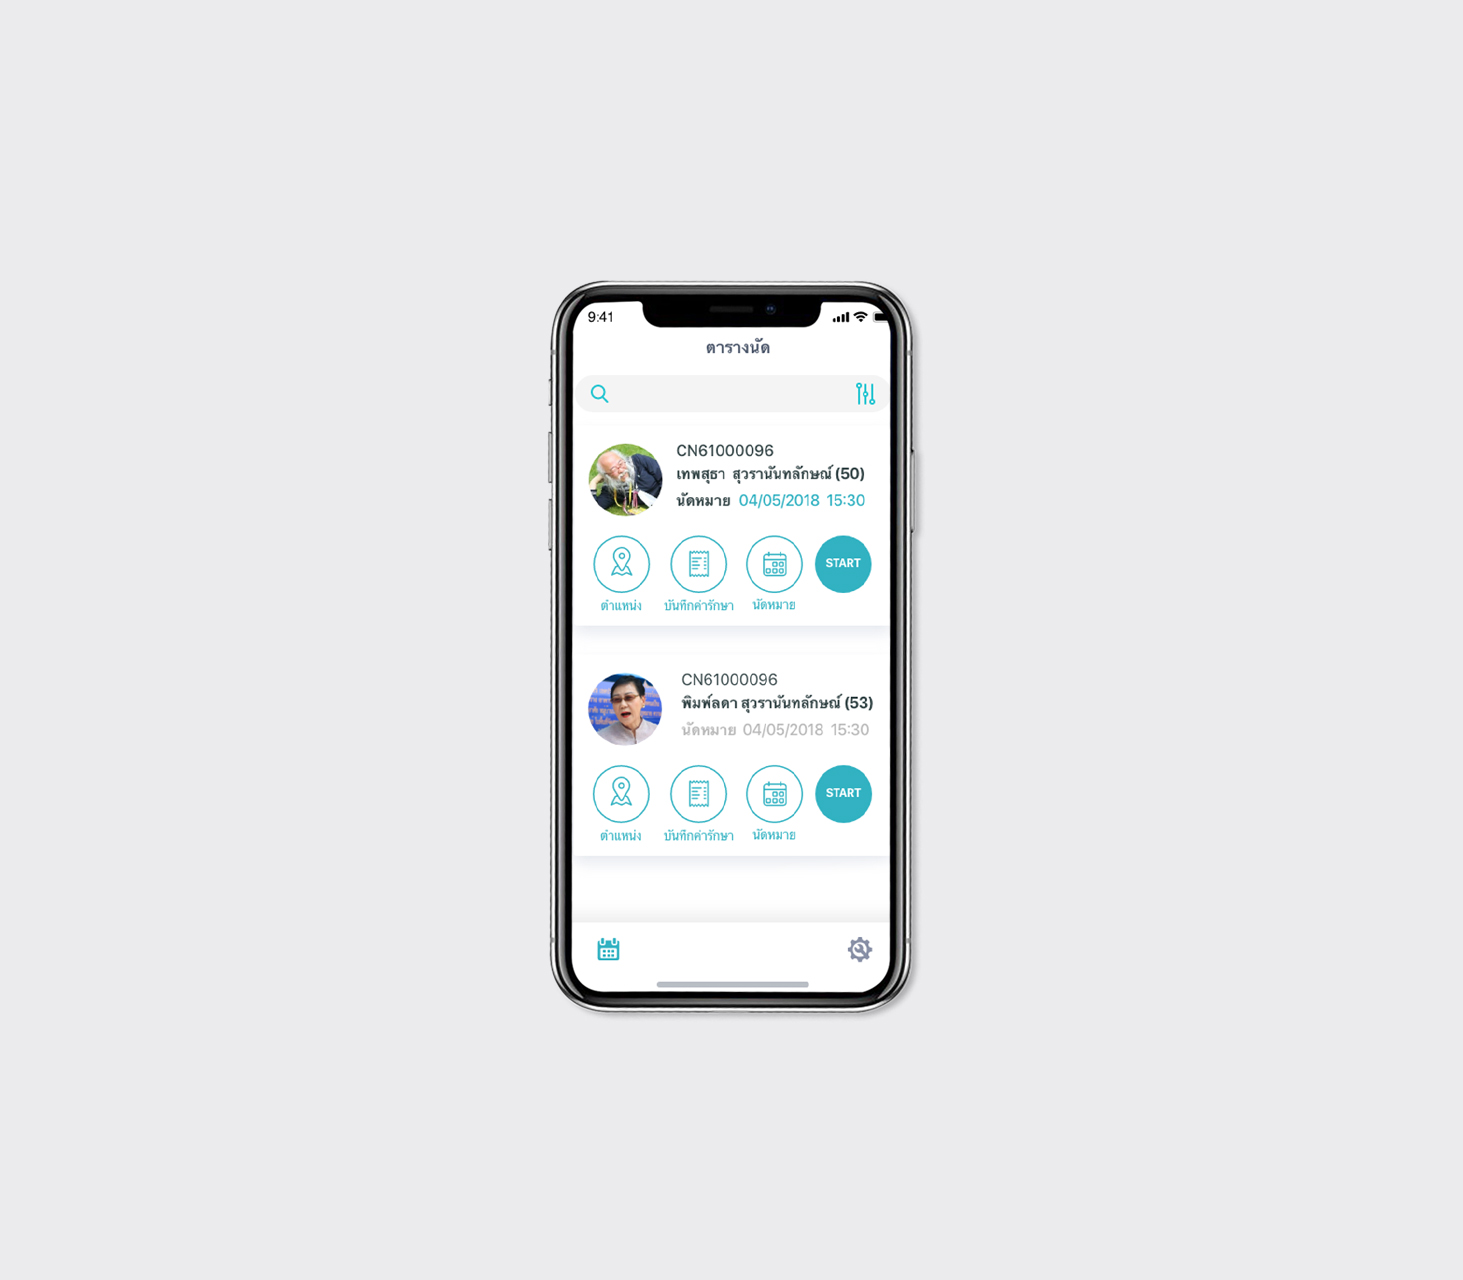 9:41
ตารางนัด
CN61000096
เทพสุธา สุวรานันทลักษณ์ (50)
นัดหมาย 04/05/2018 15:30
START
ตำแหน่ง บันทึกค่ารักษา นัดหมาย
CN61000096
พิมพ์ลดา สุวรานันทลักษณ์ (53)
นัดหมาย 04/05/2018 15:30
START
ตำแหน่ง บันทึกค่ารักษา นัดหมาย